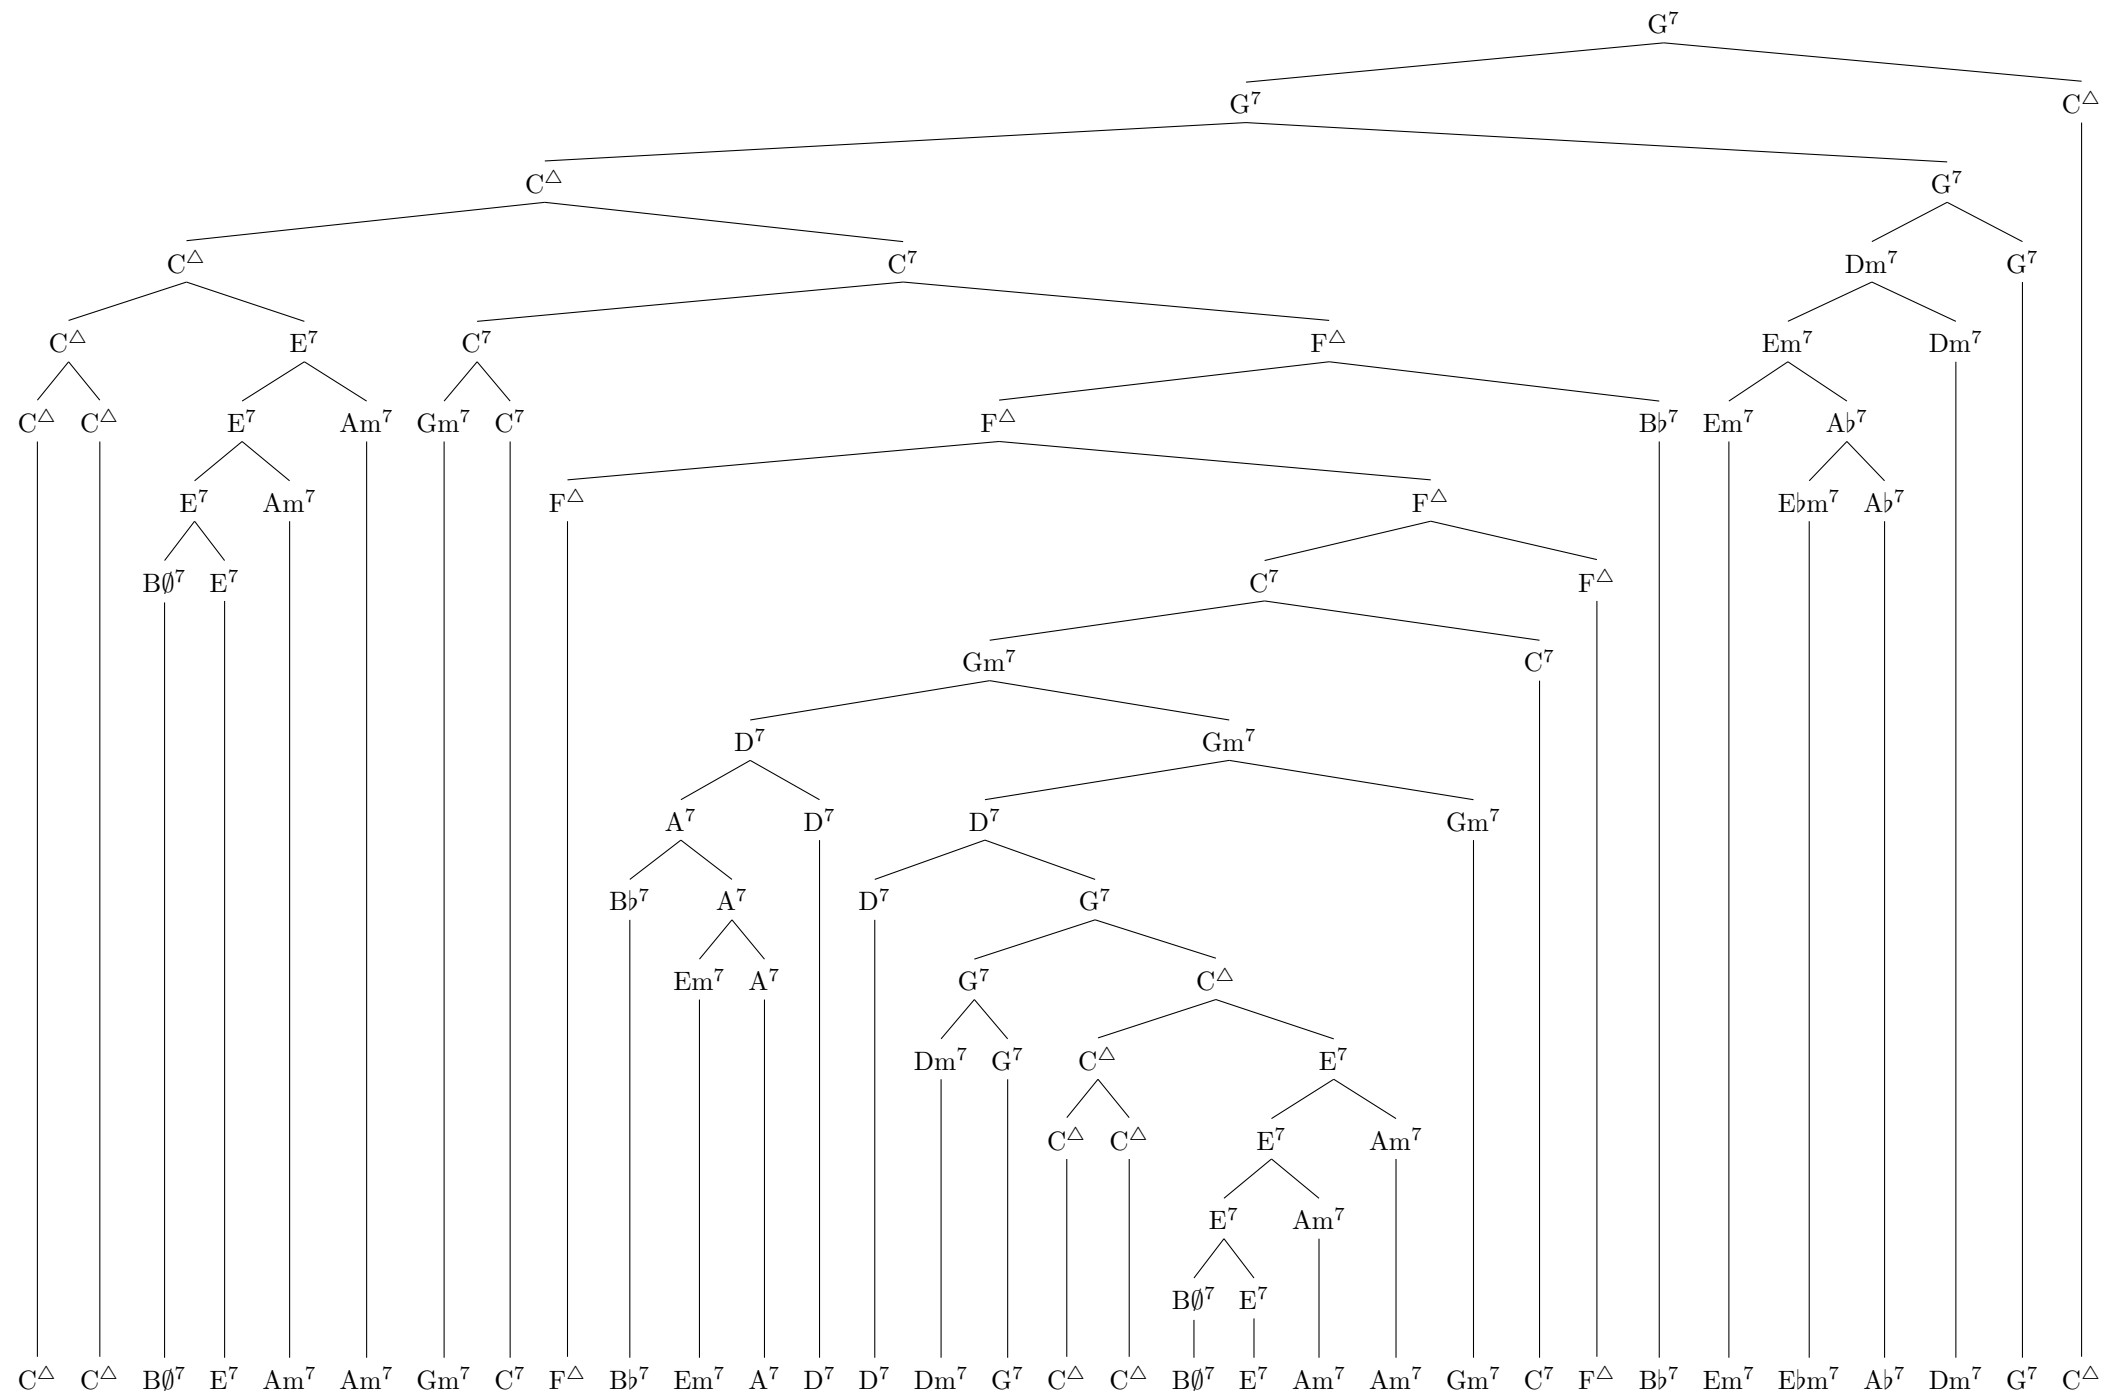 G⁷
G⁷ C△
C△ G⁷
C△ C⁷ Dm⁷ G⁷
C△ E⁷ C⁷ F△ Em⁷ Dm⁷
C△ C△ E⁷ Am⁷ Gm⁷ C⁷ F△ B♭⁷ Em⁷ A♭⁷
E⁷ Am⁷ F△ F△ E♭m⁷ A♭⁷
B∅⁷ E⁷ C⁷ F△
Gm⁷ C⁷
D⁷ Gm⁷
A⁷ D⁷ D⁷ Gm⁷
B♭⁷ A⁷ D⁷ G⁷
Em⁷ A⁷ G⁷ C△
Dm⁷ G⁷ C△ E⁷
C△ C△ E⁷ Am⁷
E⁷ Am⁷
B∅⁷ E⁷
C△ C△ B∅⁷ E⁷ Am⁷ Am⁷ Gm⁷ C⁷ F△ B♭⁷ Em⁷ A⁷ D⁷ D⁷ Dm⁷ G⁷ C△ C△ B∅⁷ E⁷ Am⁷ Am⁷ Gm⁷ C⁷ F△ B♭⁷ Em⁷ E♭m⁷ A♭⁷ Dm⁷ G⁷ C△